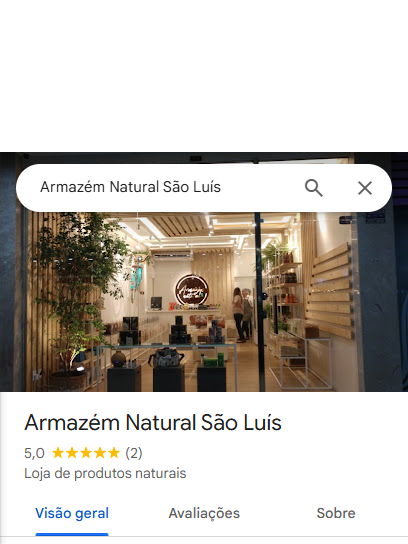 Armazém Natural São Luís
Armazém Natural São Luís
5,0 (2)
Loja de produtos naturais
Visão geral Avaliações Sobre